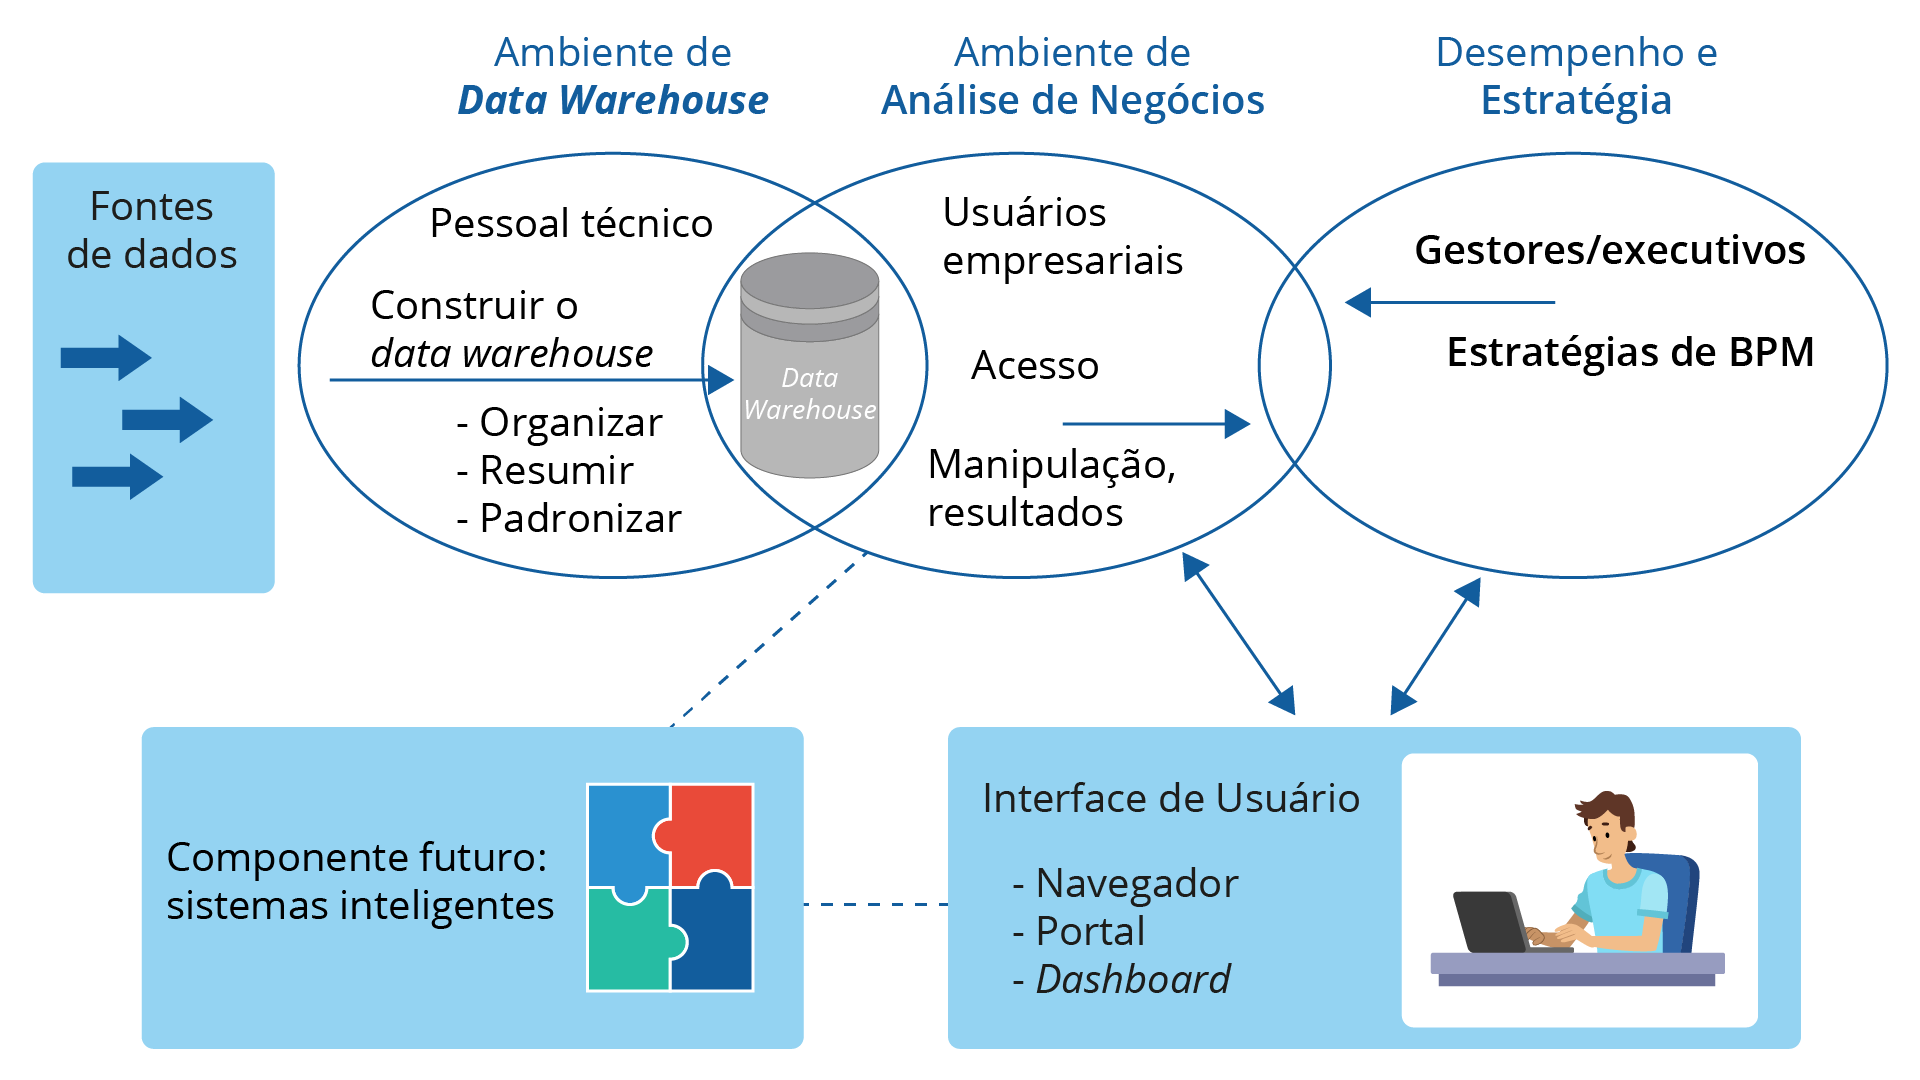 Ambiente de
Data Warehouse
Ambiente de
Análise de Negócios
Desempenho e
Estratégia
Fontes
de dados
Pessoal técnico
Construir o
data warehouse
- Organizar
- Resumir
- Padronizar
Data
Warehouse
Usuários
empresariais
Acesso
Manipulação,
resultados
Gestores/executivos
Estratégias de BPM
Componente futuro:
sistemas inteligentes
Interface de Usuário
- Navegador
- Portal
- Dashboard